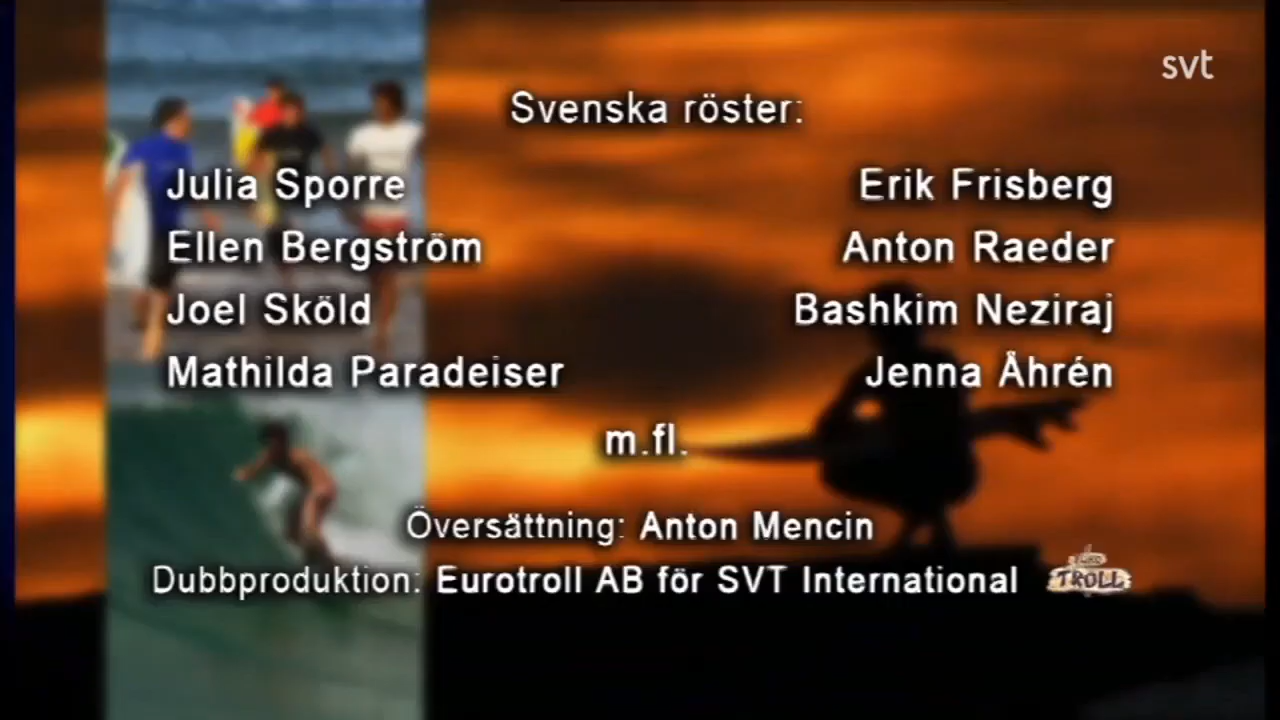 svt
Svenska röster:
Julia Sporre Erik Frisberg
Ellen Bergström Anton Raeder
Joel Sköld Bashkim Neziraj
Mathilda Paradeiser Jenna Åhrén
m.fl.
Översättning: Anton Mencin
Dubbproduktion: Eurotroll AB för SVT International
TROLL